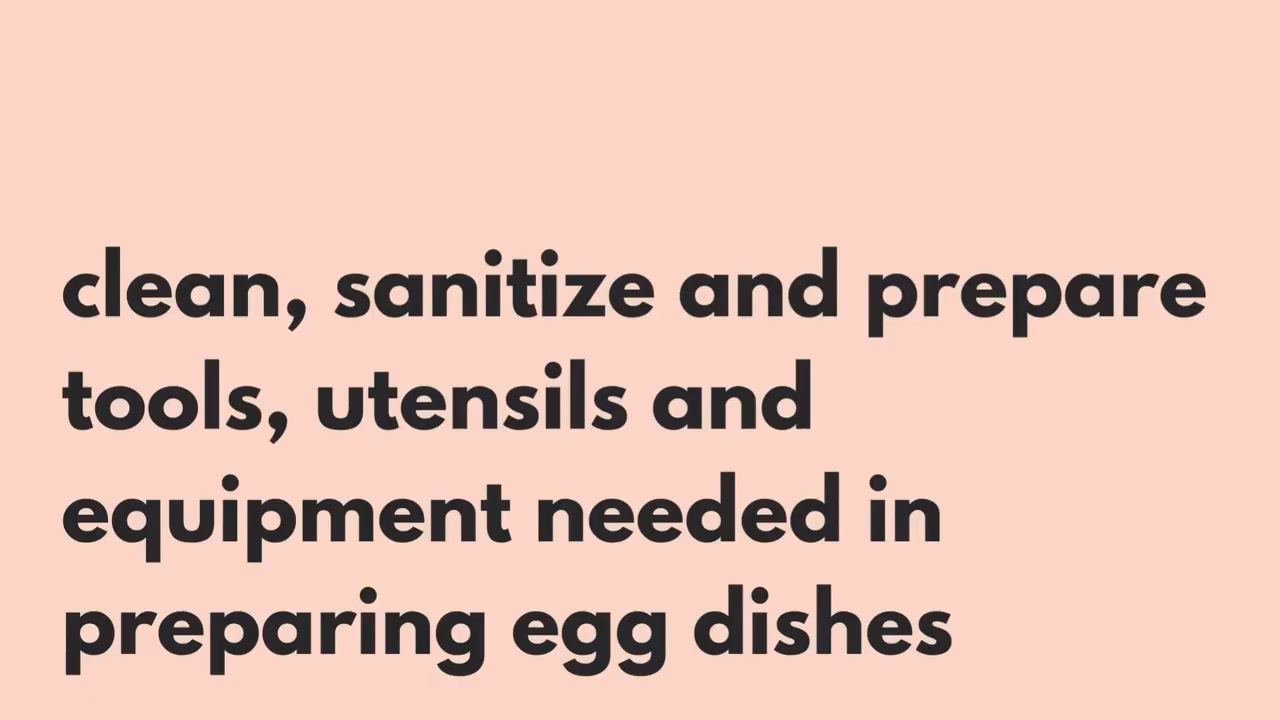 clean, sanitize and prepare
tools, utensils and
equipment needed in
preparing egg dishes